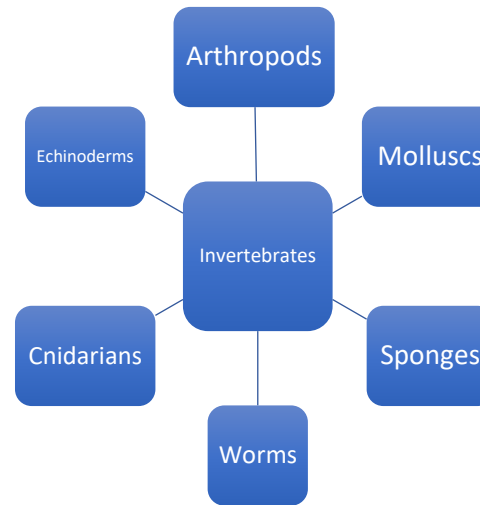 Arthropods
Echinoderms
Molluscs
Invertebrates
Cnidarians
Sponges
Worms